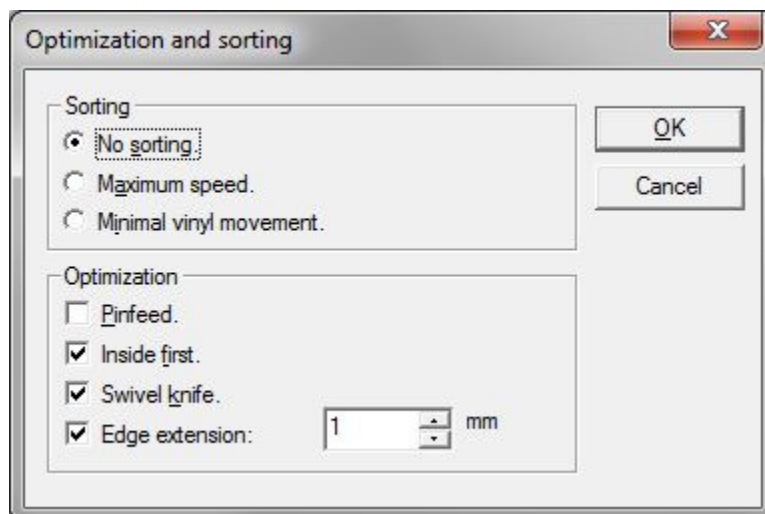 Optimization and sorting
Sorting
No sorting.
Maximum speed.
Minimal vinyl movement.
OK
Cancel
Optimization
Pinfeed.
Inside first.
Swivel knife.
Edge extension: 1 mm